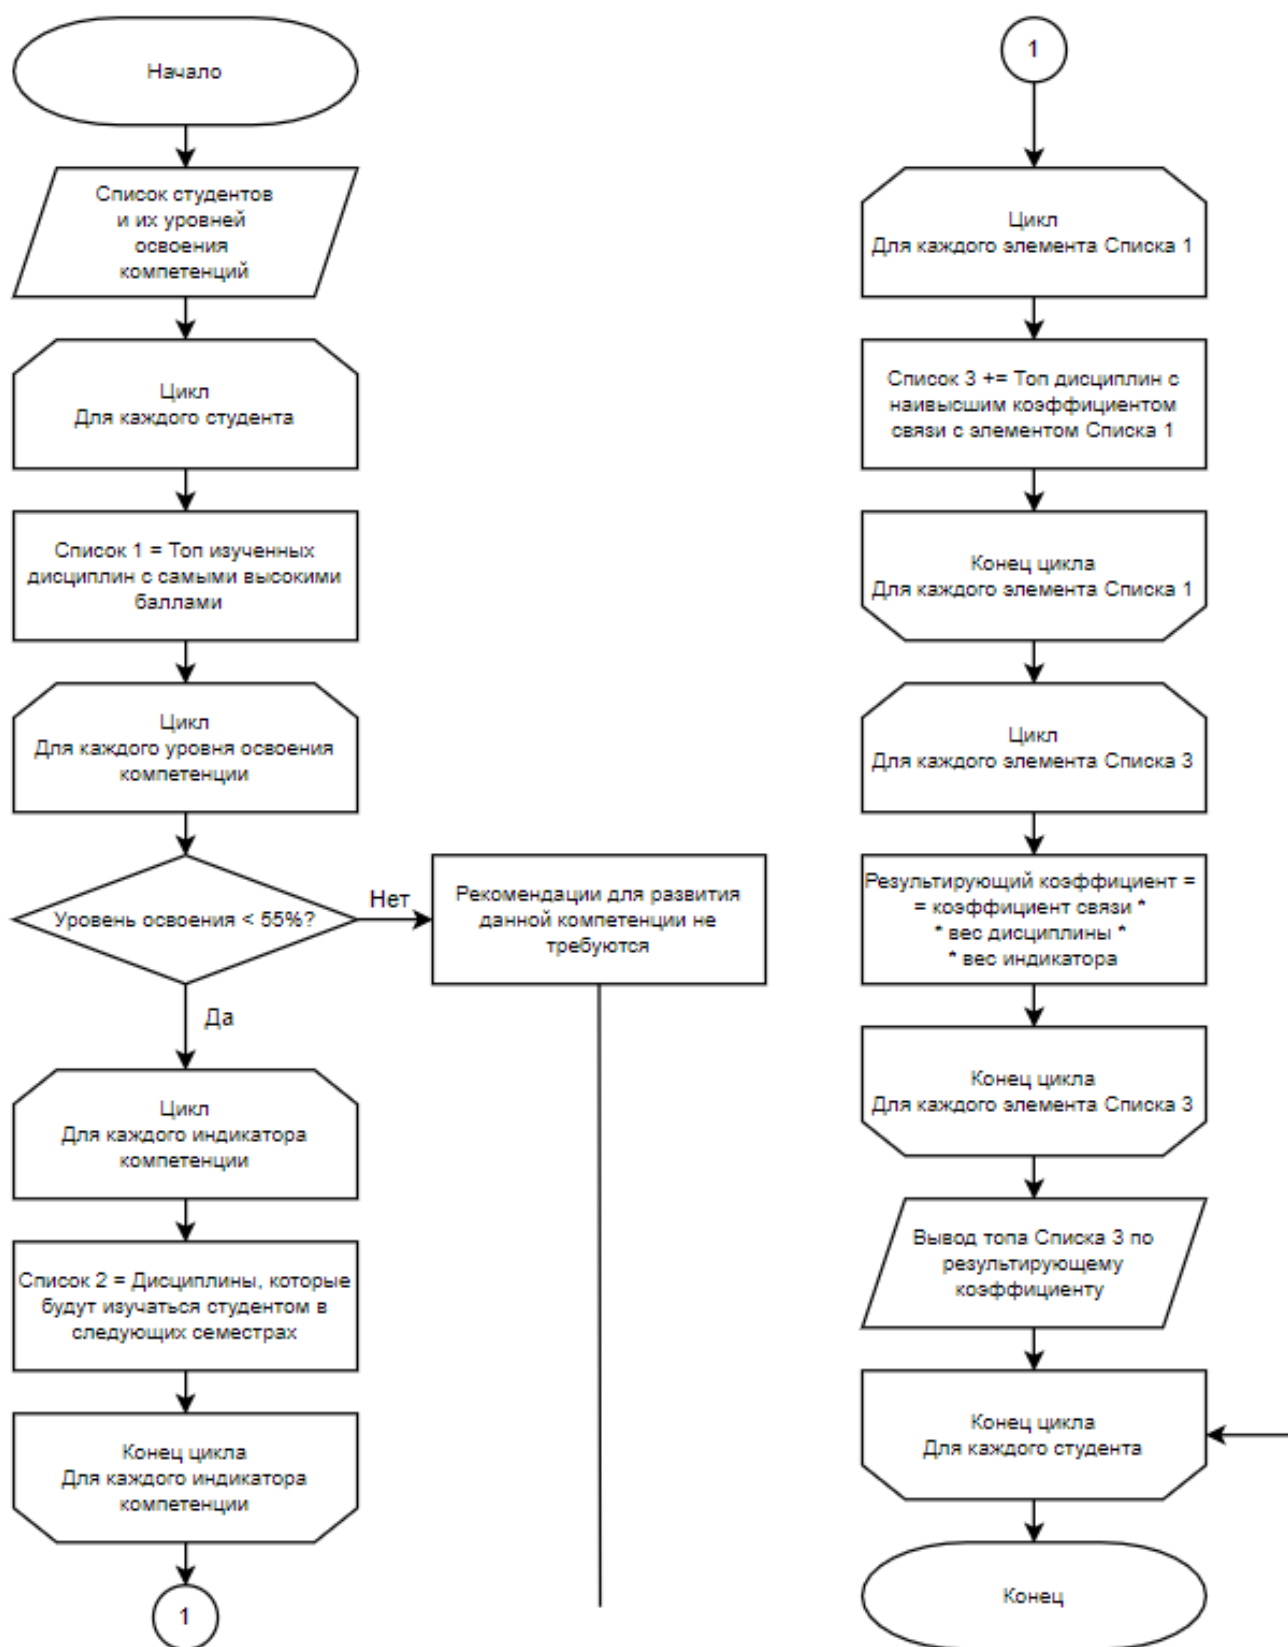 Начало
Список студентов
и их уровней
освоения
компетенций
Цикл
Для каждого студента
Список 1 = Топ изученных
дисциплин с самыми высокими
баллами
Цикл
Для каждого уровня освоения
компетенции
Уровень освоения < 55%?
Нет
Рекомендации для развития
данной компетенции не
требуются
Да
Цикл
Для каждого индикатора
компетенции
Список 2 = Дисциплины, которые
будут изучаться студентом в
следующих семестрах
Конец цикла
Для каждого индикатора
компетенции
1
1
Цикл
Для каждого элемента Списка 1
Список 3 += Топ дисциплин с
наивысшим коэффициентом
связи с элементом Списка 1
Конец цикла
Для каждого элемента Списка 1
Цикл
Для каждого элемента Списка 3
Результирующий коэффициент =
= коэффициент связи *
* вес дисциплины *
* вес индикатора
Конец цикла
Для каждого элемента Списка 3
Вывод топа Списка 3 по
результирующему
коэффициенту
Конец цикла
Для каждого студента
Конец